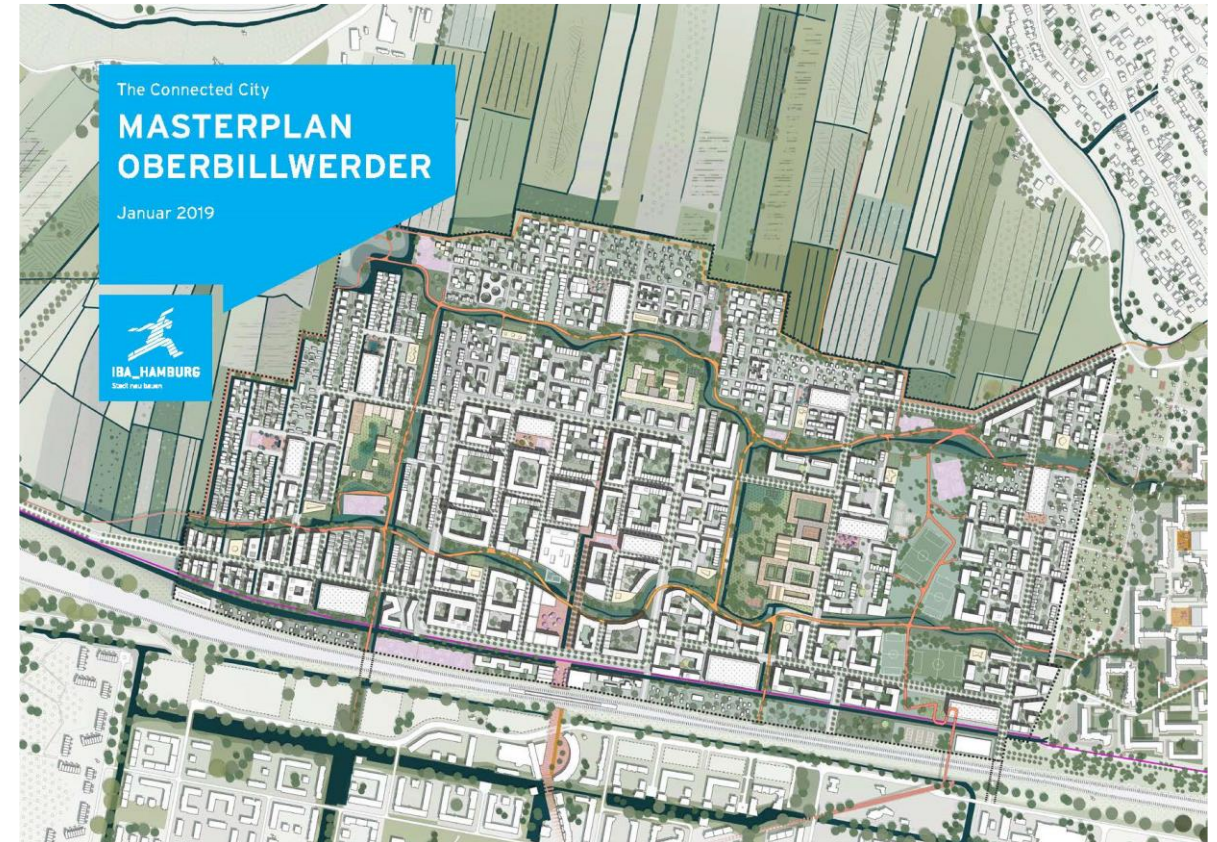 The Connected City
MASTERPLAN
OBERBILLWERDER
Januar 2019
IBA_HAMBURG
Stadt neu bauen